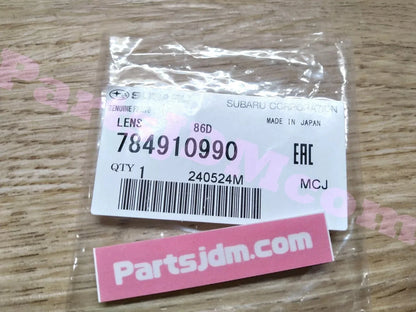 SUBARU
SUBARU CORPORATION
GENUINE PARTS
MADE IN JAPAN
LENS
86D
784910990
EAC
QTY 1
240524M
MCJ
Partsjdm.com